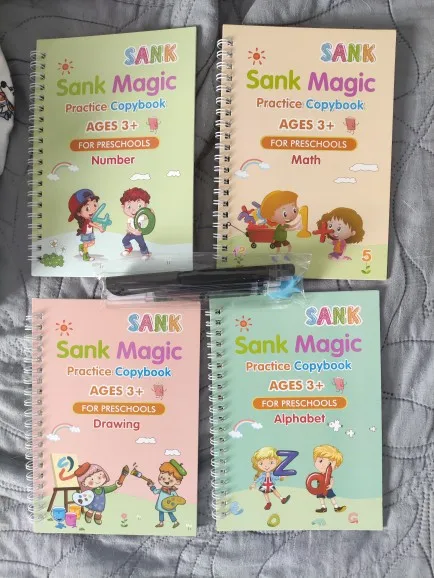 SANK
Sank Magic
Practice Copybook
AGES 3+
FOR PRESCHOOLS
Number
SANK
Sank Magic
Practice Copybook
AGES 3+
FOR PRESCHOOLS
Math
5
SANK
Sank Magic
Practice Copybook
AGES 3+
FOR PRESCHOOLS
Drawing
SANK
Sank Magic
Practice Copybook
AGES 3+
FOR PRESCHOOLS
Alphabet